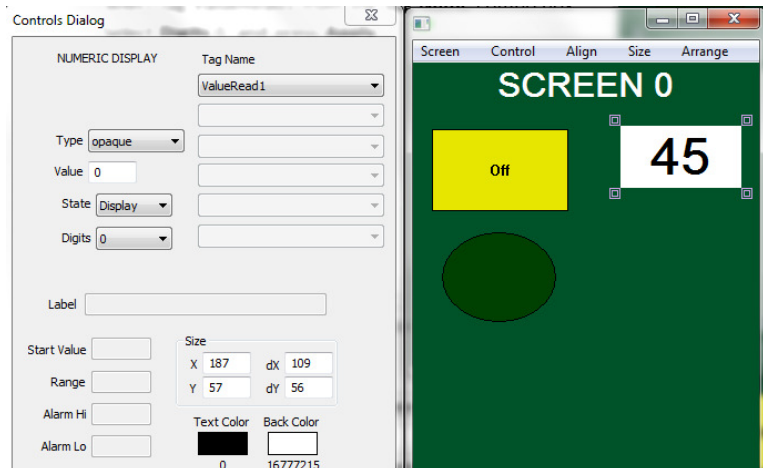 Controls Dialog
NUMERIC DISPLAY
Tag Name
ValueRead1
Type opaque
Value 0
State Display
Digits 0
Label
Start Value
Range
Alarm Hi
Alarm Lo
Size
X 187 dX 109
Y 57 dY 56
Text Color Back Color
0 16777215
Screen Control Align Size Arrange
SCREEN 0
Off
45